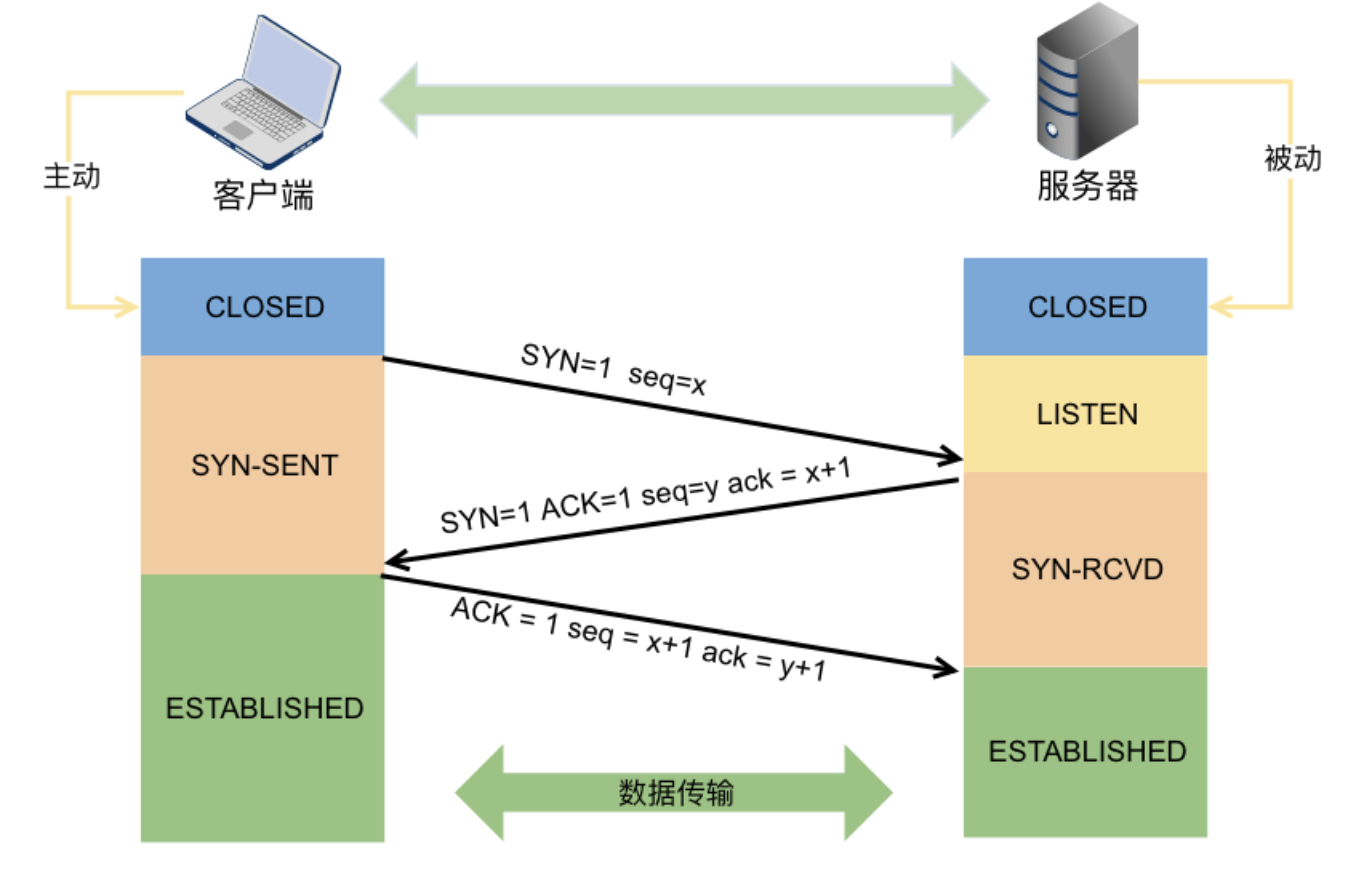 主动
客户端
服务器
被动
CLOSED
CLOSED
SYN=1 seq=x
LISTEN
SYN-SENT
SYN=1 ACK=1 seq=y ack = x+1
SYN-RCVD
ACK = 1 seq = x+1 ack = y+1
ESTABLISHED
ESTABLISHED
数据传输